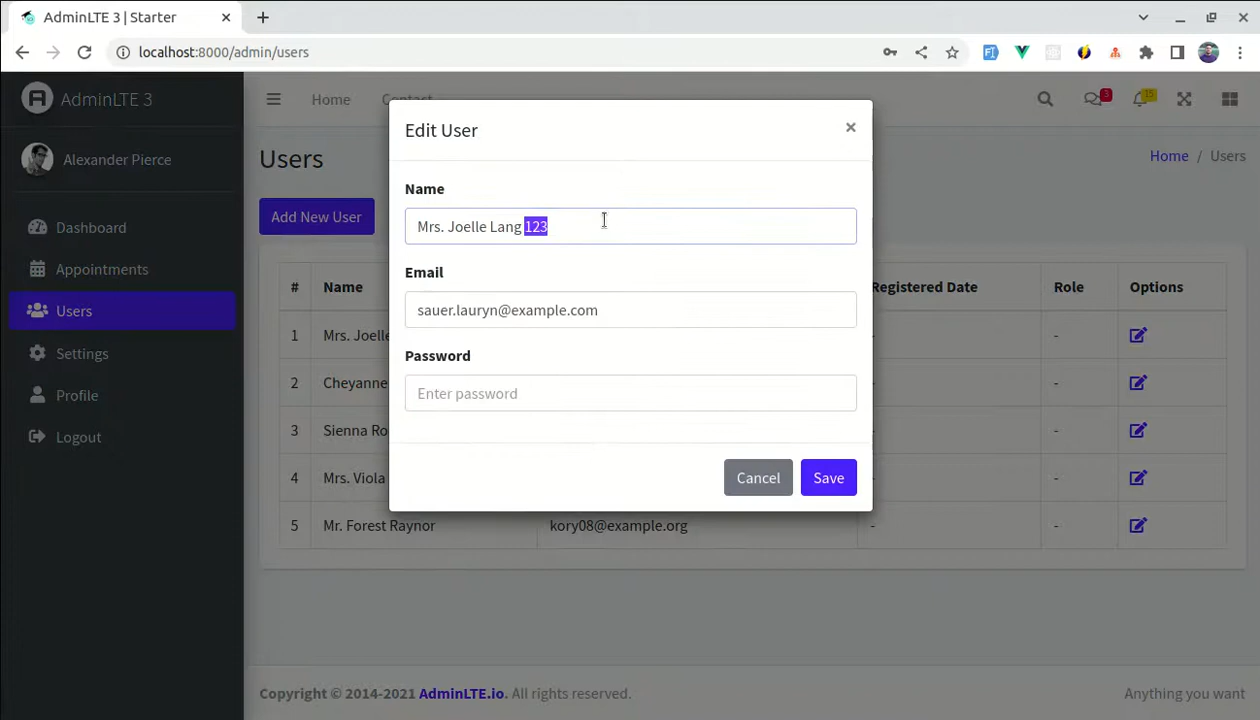 AdminLTE 3 | Starter
localhost:8000/admin/users
AdminLTE 3
Home Contact
3
15
Alexander Pierce
Dashboard
Appointments
Users
Settings
Profile
Logout
Users
Home / Users
Add New User
# Name Registered Date Role Options
1 Mrs. Joelle - -
2 Cheyanne - -
3 Sienna Ro - -
4 Mrs. Viola - -
5 Mr. Forest Raynor kory08@example.org - -
Edit User
×
Name
Mrs. Joelle Lang 123
Email
sauer.lauryn@example.com
Password
Enter password
Cancel Save
Copyright © 2014-2021 AdminLTE.io. All rights reserved.
Anything you want